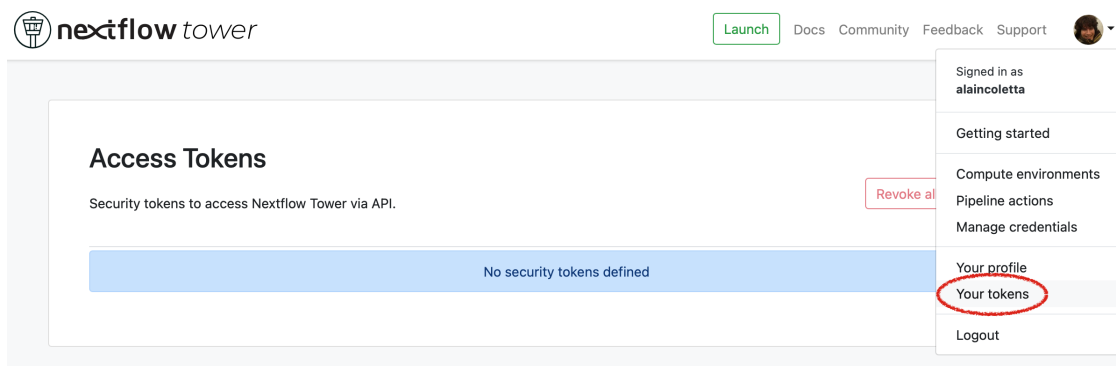 nextflow tower
Launch Docs Community Feedback Support
Signed in as
alaincoletta
Getting started
Compute environments
Pipeline actions
Manage credentials
Your profile
Your tokens
Logout
Access Tokens
Security tokens to access Nextflow Tower via API.
Revoke al
No security tokens defined